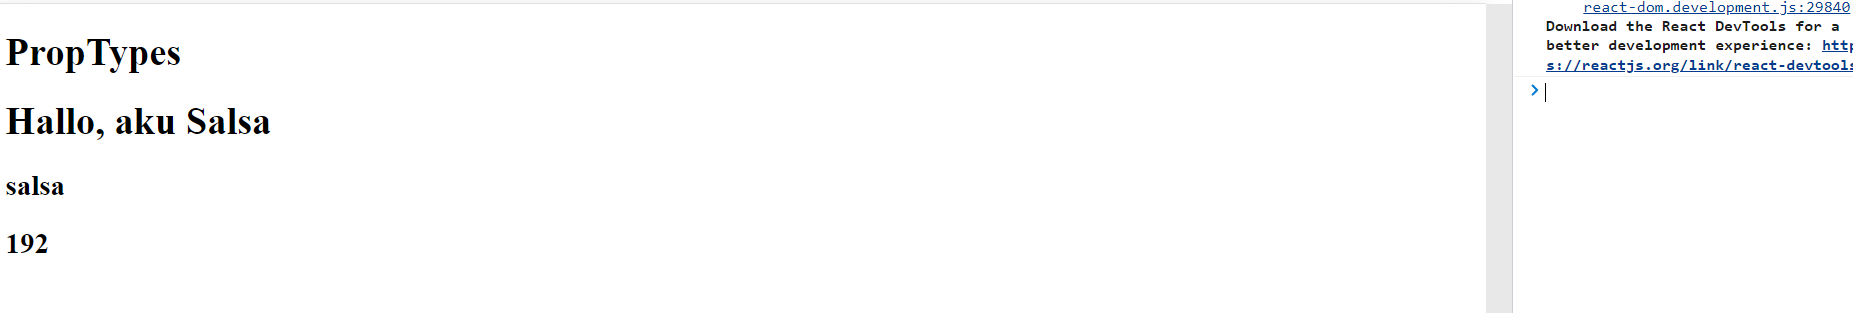 PropTypes
Hallo, aku Salsa
salsa
192
react-dom.development.js:29840
Download the React DevTools for a
better development experience: http
s://reactjs.org/link/react-devtools